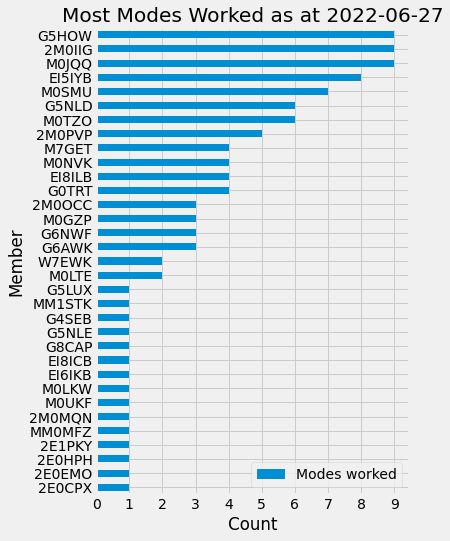 Most Modes Worked as at 2022-06-27
G5HOW
2M0IIG
M0JQQ
EI5IYB
M0SMU
G5NLD
M0TZO
2M0PVP
M7GET
M0NVK
EI8ILB
G0TRT
2M0OCC
M0GZP
G6NWF
G6AWK
W7EWK
M0LTE
G5LUX
MM1STK
G4SEB
G5NLE
G8CAP
EI8ICB
EI6IKB
M0LKW
M0UKF
2M0MQN
MM0MFZ
2E1PKY
2E0HPH
2E0EMO
2E0CPX
Member
Modes worked
0 1 2 3 4 5 6 7 8 9
Count